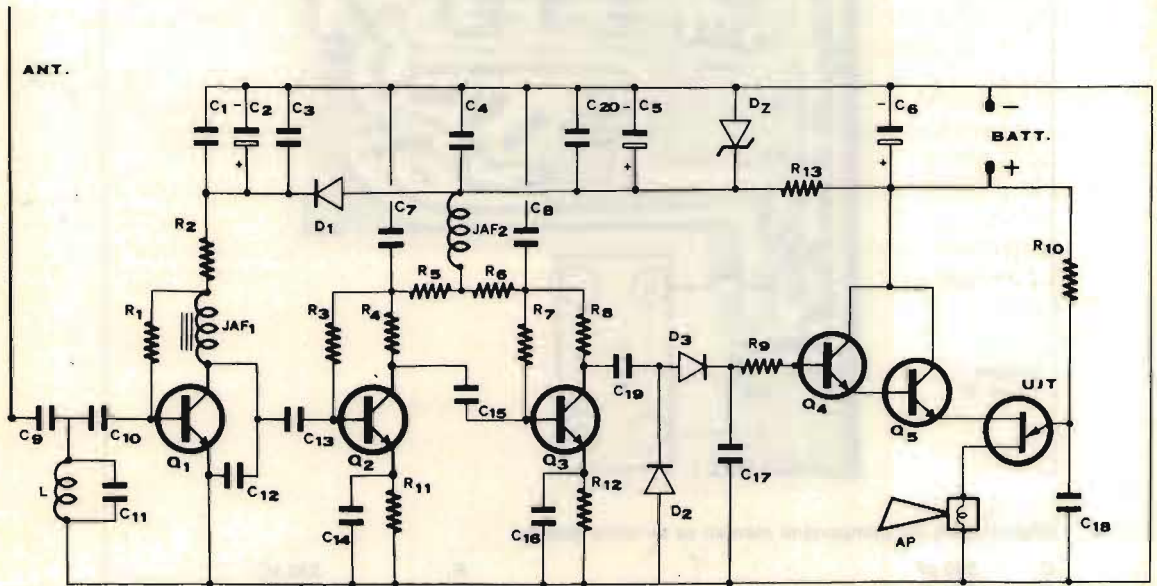 ANT.
C1 - C2 C3 C4 C20 - C5 DZ - C6 -
BATT.
+ + + +
R13
R2 D1 C7 JAF2 C8
R10
R5 R6
R1 JAF1 R3 R4 R7 R8
D3 R9
UJT
C19
C9 C10 C13 C15 Q4
Q5
Q1 Q2 Q3
L C11 C12 R11 R12 D2 C17
C14 C16 AP C18